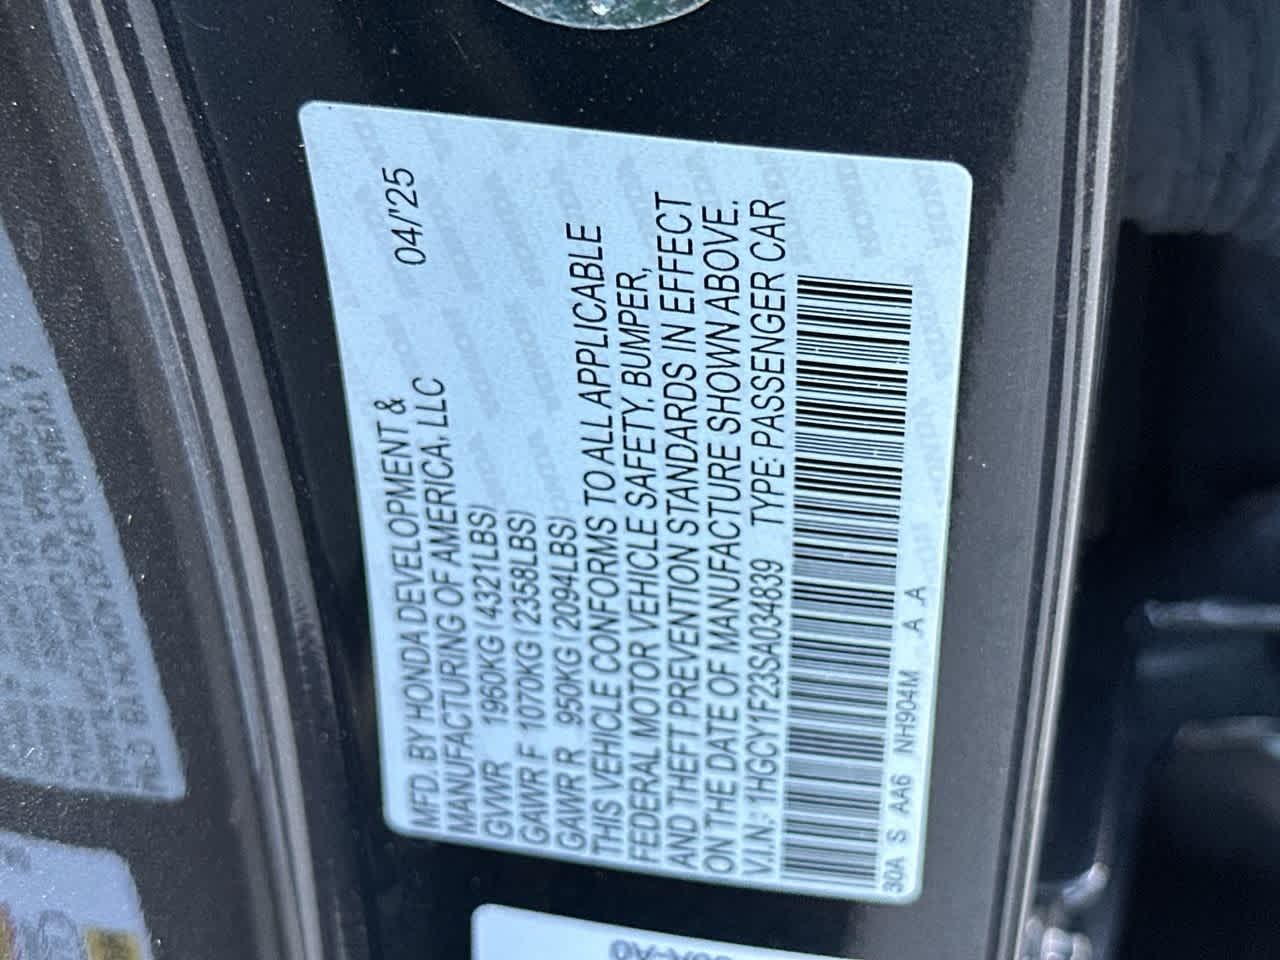 MFD. BY HONDA DEVELOPMENT & 04/'25
MANUFACTURING OF AMERICA, LLC
GVWR 1960KG (4321LBS)
GAWR F 1070KG (2358LBS)
GAWR R 950KG (2094LBS)
THIS VEHICLE CONFORMS TO ALL APPLICABLE
FEDERAL MOTOR VEHICLE SAFETY, BUMPER,
AND THEFT PREVENTION STANDARDS IN EFFECT
ON THE DATE OF MANUFACTURE SHOWN ABOVE.
V.I.N.: 1HGCY1F23SA034839 TYPE: PASSENGER CAR
30A S AA6 NH904M A A